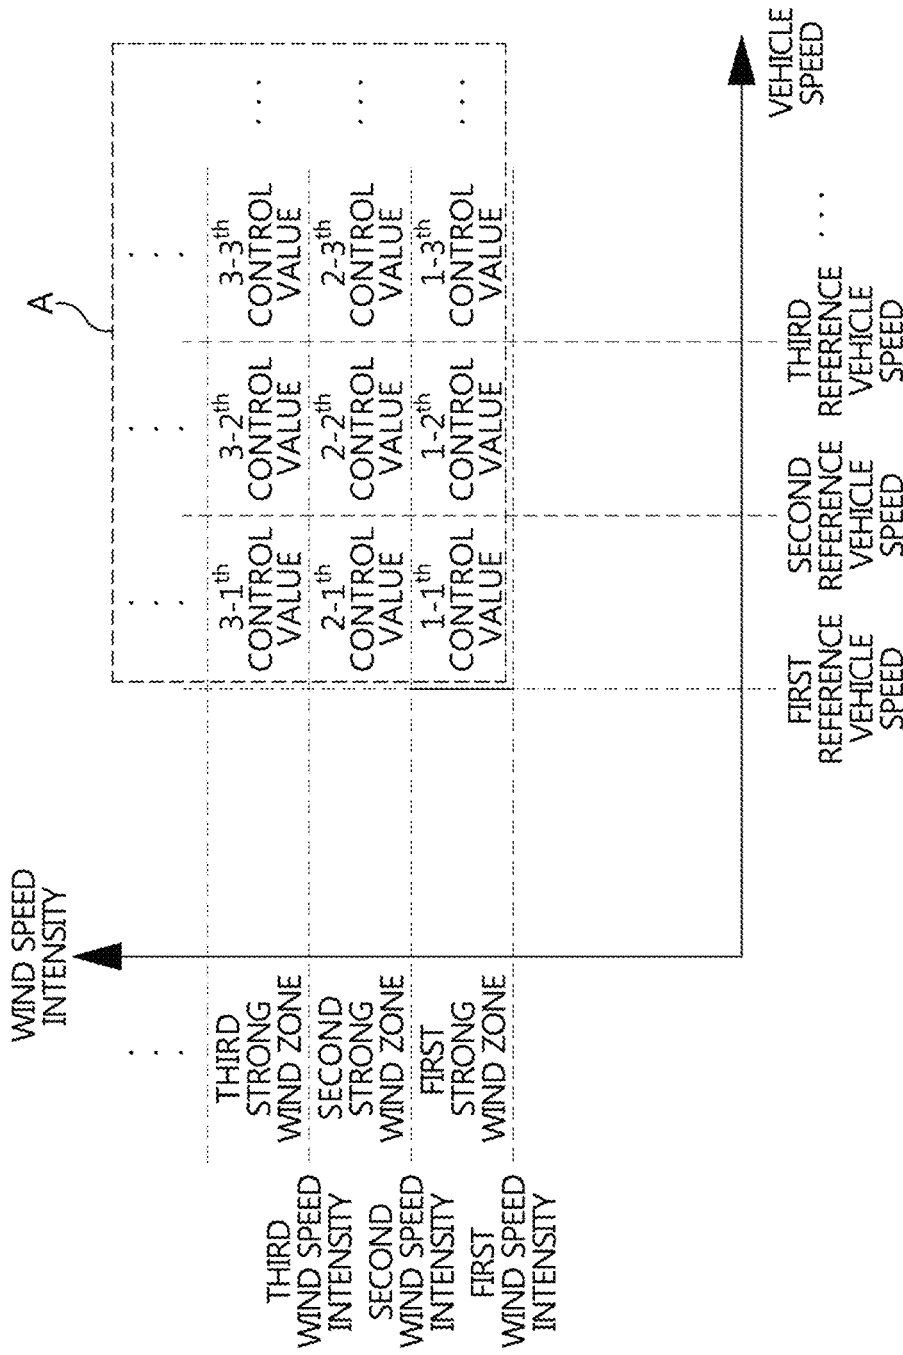 WIND SPEED
INTENSITY
A
. . .
. . .
. . .
. . .
THIRD
STRONG
WIND ZONE
3-1th
CONTROL
VALUE
3-2th
CONTROL
VALUE
3-3th
CONTROL
VALUE
. . .
THIRD
WIND SPEED
INTENSITY
SECOND
STRONG
WIND ZONE
2-1th
CONTROL
VALUE
2-2th
CONTROL
VALUE
2-3th
CONTROL
VALUE
. . .
SECOND
WIND SPEED
INTENSITY
FIRST
STRONG
WIND ZONE
1-1th
CONTROL
VALUE
1-2th
CONTROL
VALUE
1-3th
CONTROL
VALUE
. . .
FIRST
WIND SPEED
INTENSITY
FIRST
REFERENCE
VEHICLE
SPEED
SECOND
REFERENCE
VEHICLE
SPEED
THIRD
REFERENCE
VEHICLE
SPEED
. . .
VEHICLE
SPEED